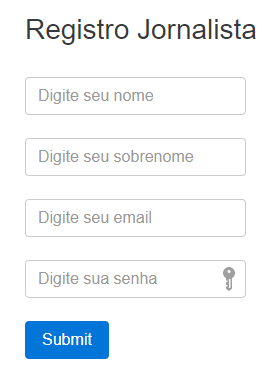 Registro Jornalista
Digite seu nome
Digite seu sobrenome
Digite seu email
Digite sua senha
Submit